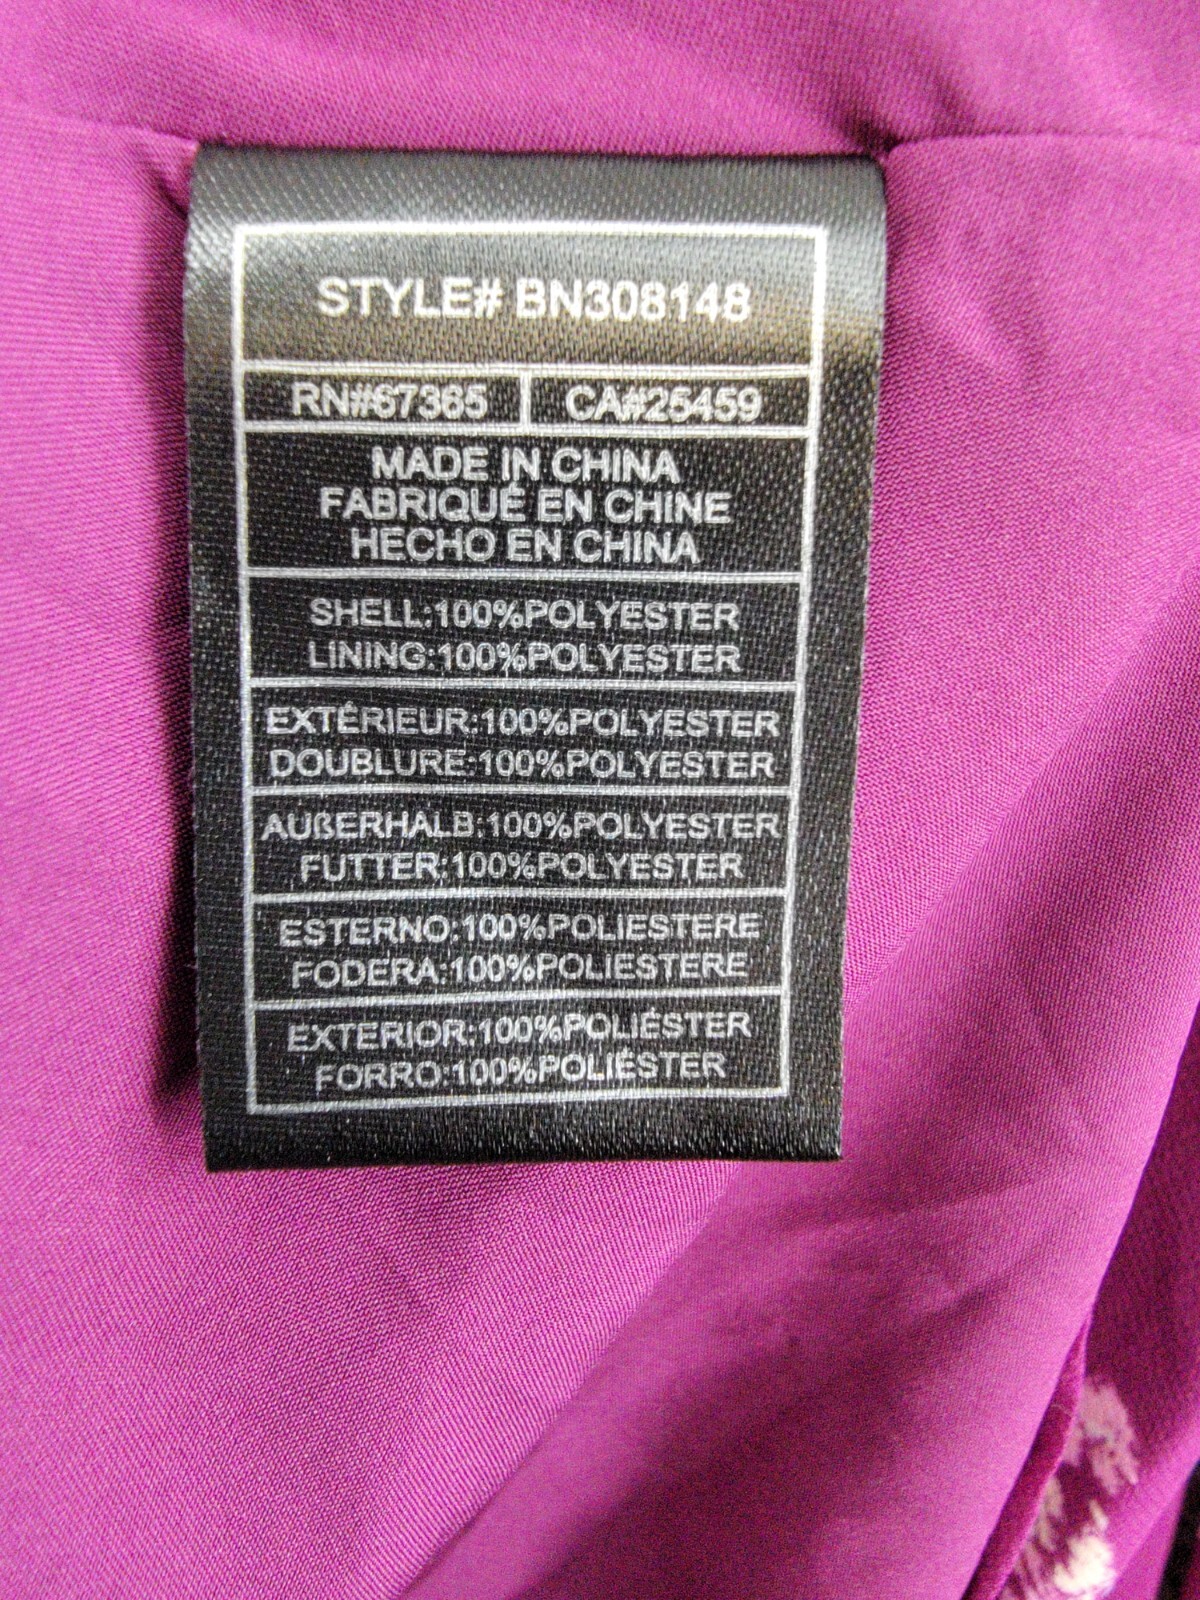 STYLE# BN308148
RN#67365 CA#25459
MADE IN CHINA
FABRIQUÉ EN CHINE
HECHO EN CHINA
SHELL:100%POLYESTER
LINING:100%POLYESTER
EXTÉRIEUR:100%POLYESTER
DOUBLURE:100%POLYESTER
AUßERHALB:100%POLYESTER
FUTTER:100%POLYESTER
ESTERNO:100%POLIESTERE
FODERA:100%POLIESTERE
EXTERIOR:100%POLIÉSTER
FORRO:100%POLIÉSTER